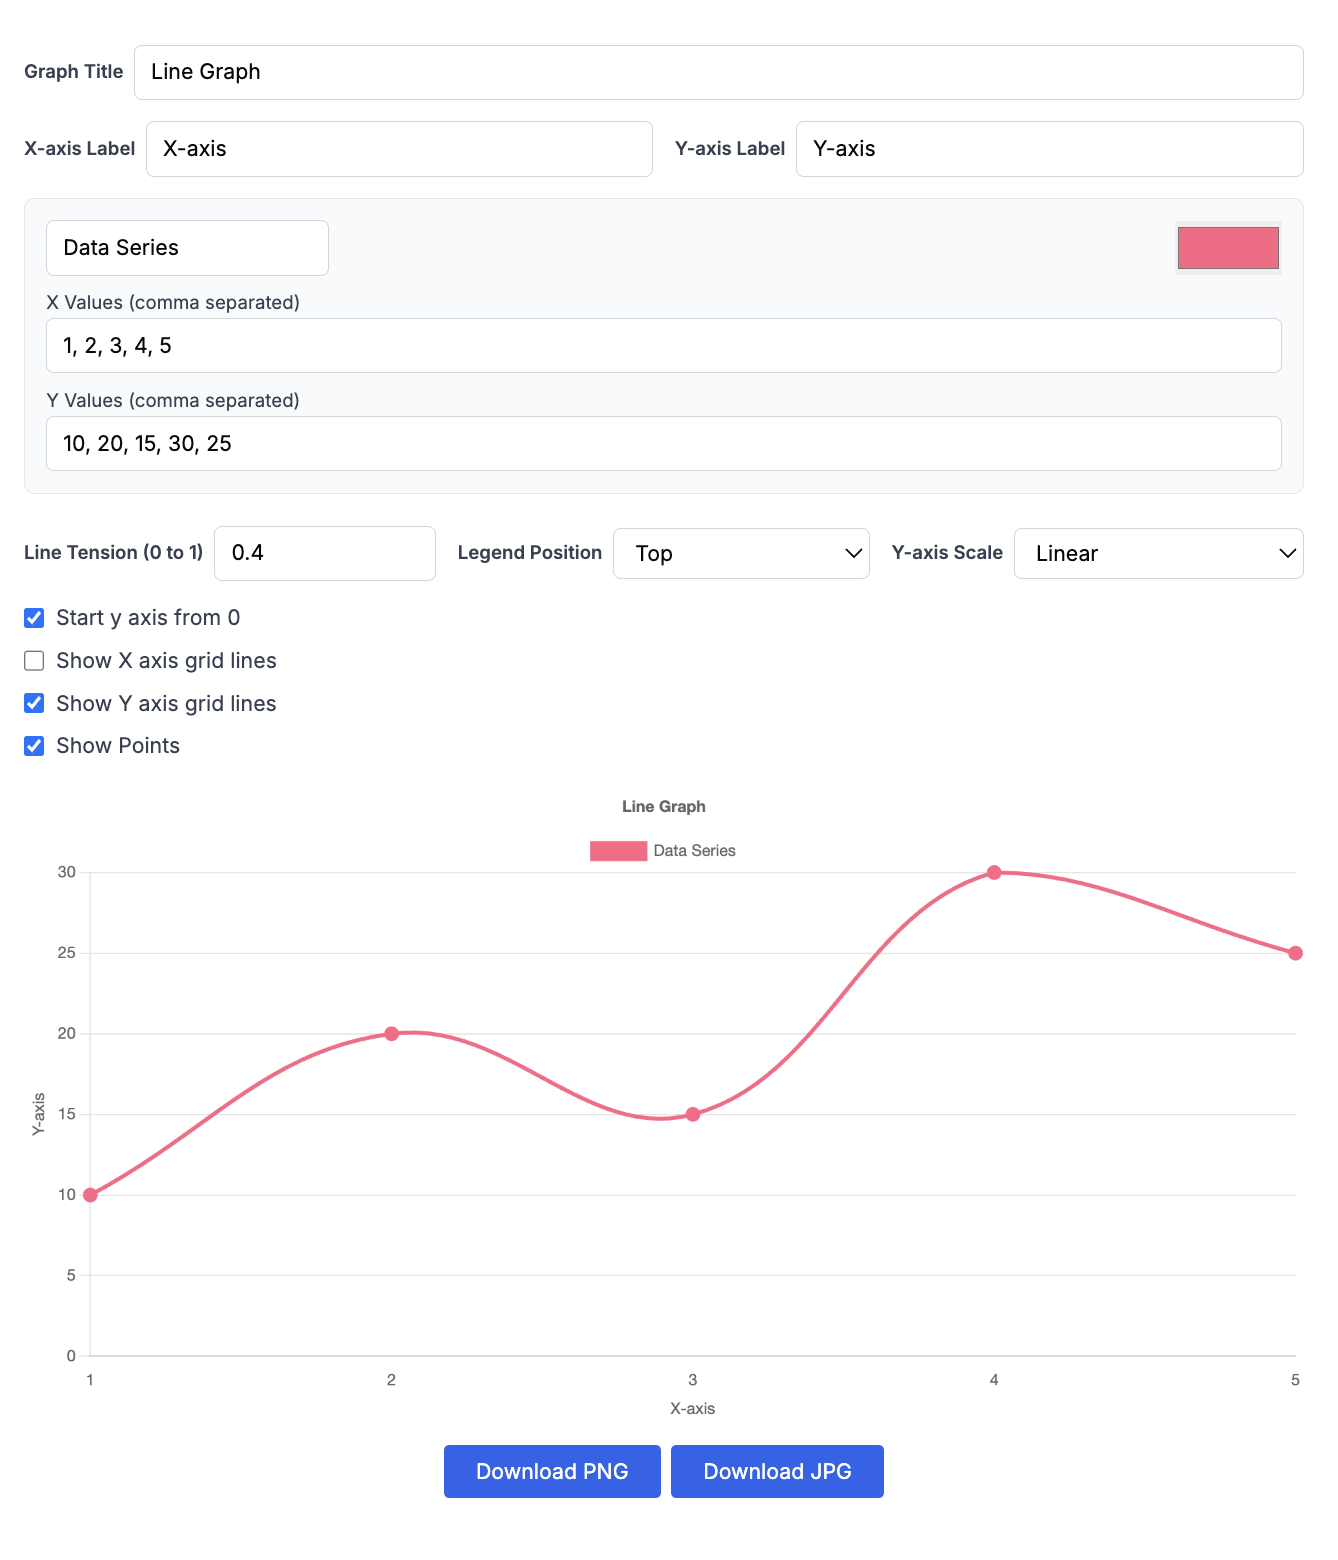 Graph Title Line Graph
X-axis Label X-axis Y-axis Label Y-axis
Data Series
X Values (comma separated)
1, 2, 3, 4, 5
Y Values (comma separated)
10, 20, 15, 30, 25
Line Tension (0 to 1) 0.4 Legend Position Top Y-axis Scale Linear
Start y axis from 0
Show X axis grid lines
Show Y axis grid lines
Show Points
Line Graph
Data Series
30
25
20
15
10
5
0
Y-axis
1 2 3 4 5
X-axis
Download PNG Download JPG